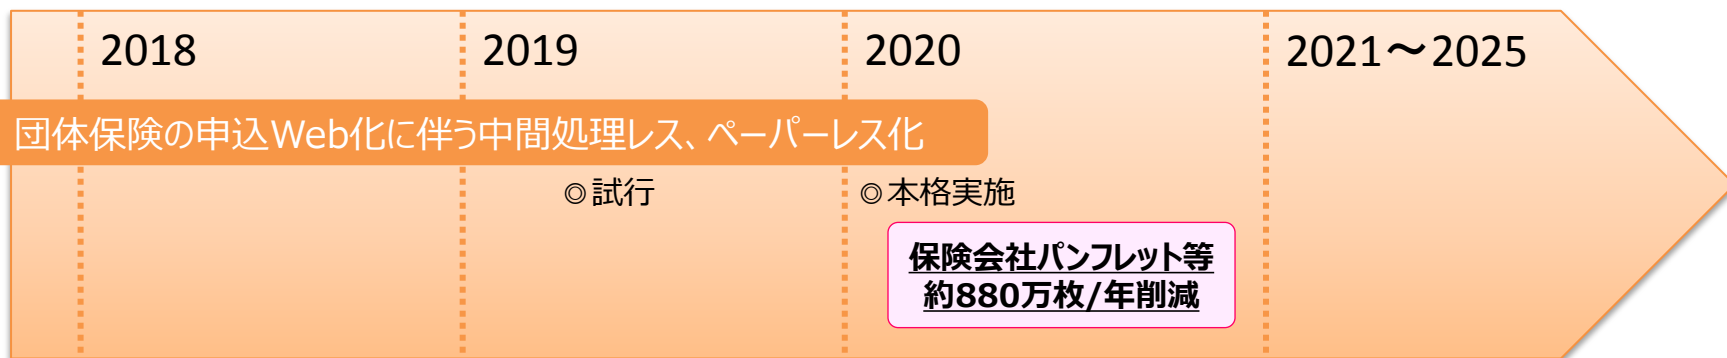 2018
2019
2020
2021～2025
団体保険の申込Web化に伴う中間処理レス、ペーパーレス化
◎試行
◎本格実施
保険会社パンフレット等
約880万枚/年削減